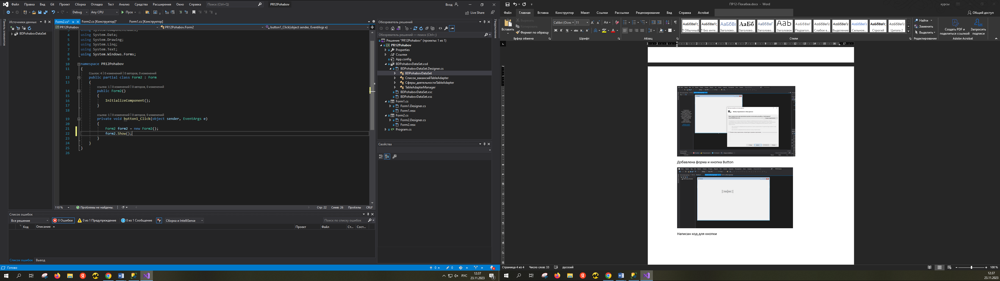 Файл Правка Вид Git Проект Сборка Отладка Тест Анализ Средства Расширения Окно Справка Поиск (Ctrl+Q) PR12Pohabov Вход
Debug Any CPU Пуск Live Share
Панель элементов
Источники данных
BDPohabovDataSet
Form2.cs* Form2.cs [Конструктор]* Form1.cs [Конструктор]
PR12Pohabov PR12Pohabov.Form2 button1_Click(object sender, EventArgs e)
4 using System.Data;
5 using System.Drawing;
6 using System.Linq;
7 using System.Text;
8 using System.Windows.Forms;
9
10 namespace PR12Pohabov
11 {
Ссылок: 4 | 0 изменений | 0 авторов, 0 изменений
12 public partial class Form2 : Form
13 {
ссылка: 1 | 0 изменений | 0 авторов, 0 изменений
14 public Form2()
15 {
16 InitializeComponent();
17 }
18
ссылка: 1 | 0 изменений | 0 авторов, 0 изменений
19 private void button1_Click(object sender, EventArgs e)
20 {
21 Form2 form2 = new Form2();
22 form2.Show();
23 }
24 }
25 }
26
110 % Проблемы не найдены. Стр: 22 Симв: 26 Пробелы CRLF
Список ошибок
Все решение 0 Ошибки 0 из 1 Предупреждение 0 из 1 Сообщение Сборка и IntelliSense Поиск по списку ошибок
Код Описание Проект Файл Ст... Сост...
Список ошибок Вывод
Готово 0 0 4
Обозреватель решений
Обозреватель решений — поиск (Ctrl+;)
Решение "PR12Pohabov" (проекты: 1 из 1)
PR12Pohabov
Properties
Ссылки
App.config
BDPohabovDataSet.xsd
BDPohabovDataSet.Designer.cs
BDPohabovDataSet
Список_вакансийTableAdapter
Сферы_деятельностиTableAdapter
TableAdapterManager
BDPohabovDataSet.xsc
BDPohabovDataSet.xss
Form1.cs
Form1.Designer.cs
Form1.resx
Form2.cs
Form2.Designer.cs
Form2.resx
Program.cs
Свойства
Уведомления
РУС 12:37
23.11.2023 5
ПР12-Похабов.docx - Word курсы
Файл Главная Вставка Конструктор Макет Ссылки Рассылки Рецензирование Вид Справка Acrobat Общий доступ
Вставить Вырезать Копировать Формат по образцу
Calibri (Оснс 11
Ж К Ч abc
АаБбВвГг, ¶ Обычный
АаБбВвГг, ¶ Без инте...
АаБбВı Заголово...
АаБб Заголово...
АаБбВвГ Заголово...
АаЬ Заголовок
АаБбВвГ Подзагол...
АаБбВвГг Слабое в...
АаБбВвГг Выделение
АаБбВвГг Сильное...
АаБбВвГг, Строгий
АаБбВвГг Цитата 2
Найти
Заменить
Выделить
Создать PDF и поделиться ссылкой
Запросить подписи
Буфер обмена Шрифт Абзац Стили Редактирование Adobe Acrobat
Добавлена форма и кнопка Button
Написан код для кнопки
Страница 4 из 4 Число слов: 33 русский 100 %
12:37
23.11.2023